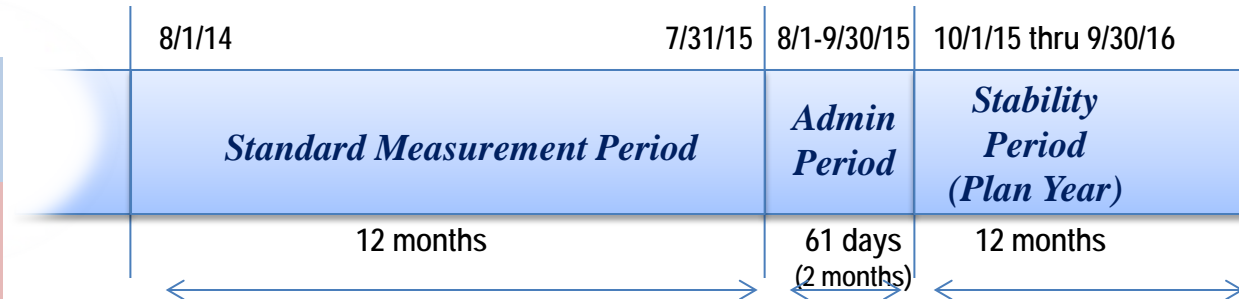 8/1/14 7/31/15 8/1-9/30/15 10/1/15 thru 9/30/16
Standard Measurement Period
Admin
Period
Stability
Period
(Plan Year)
12 months
61 days
(2 months)
12 months